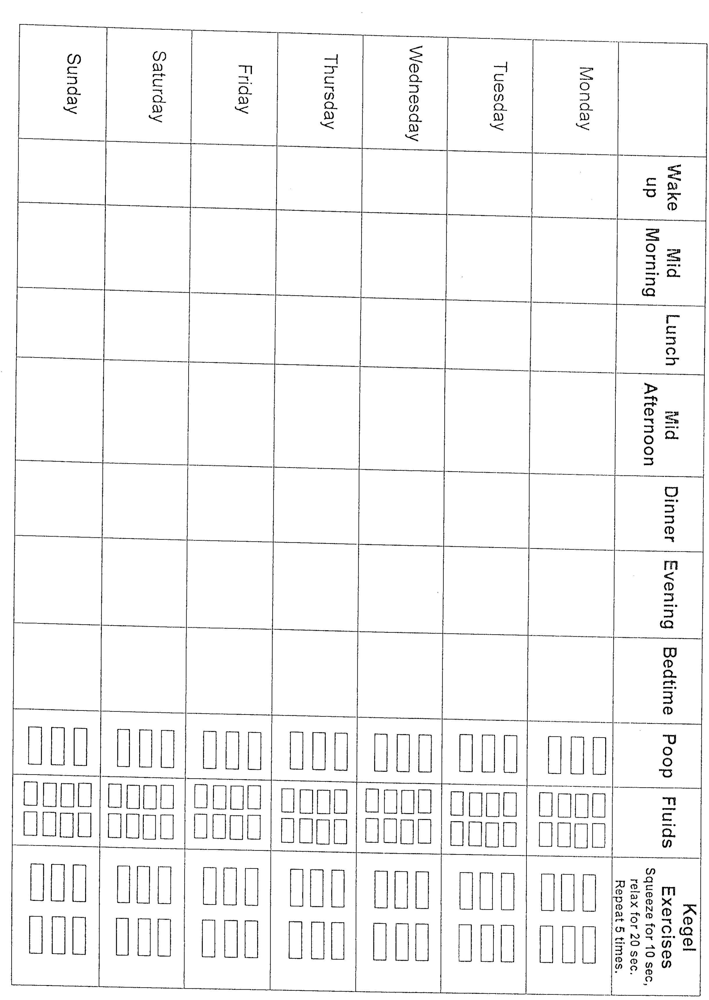 Wake
up
Mid
Morning
Lunch
Mid
Afternoon
Dinner
Evening
Bedtime
Poop
Fluids
Kegel
Exercises
Squeeze for 10 sec,
relax for 20 sec.
Repeat 5 times.
Monday
Tuesday
Wednesday
Thursday
Friday
Saturday
Sunday